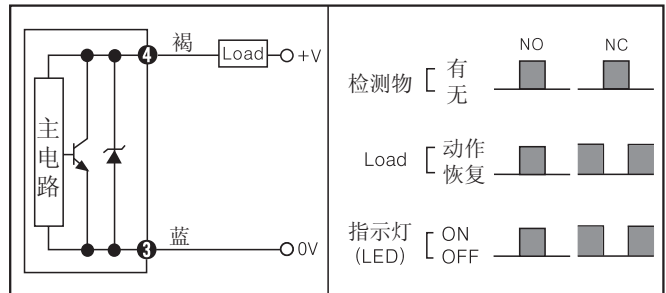 主电路
4 褐 Load +V
3 蓝 0V
NO NC
检测物 有
无
Load 动作
恢复
指示灯 ON
(LED) OFF